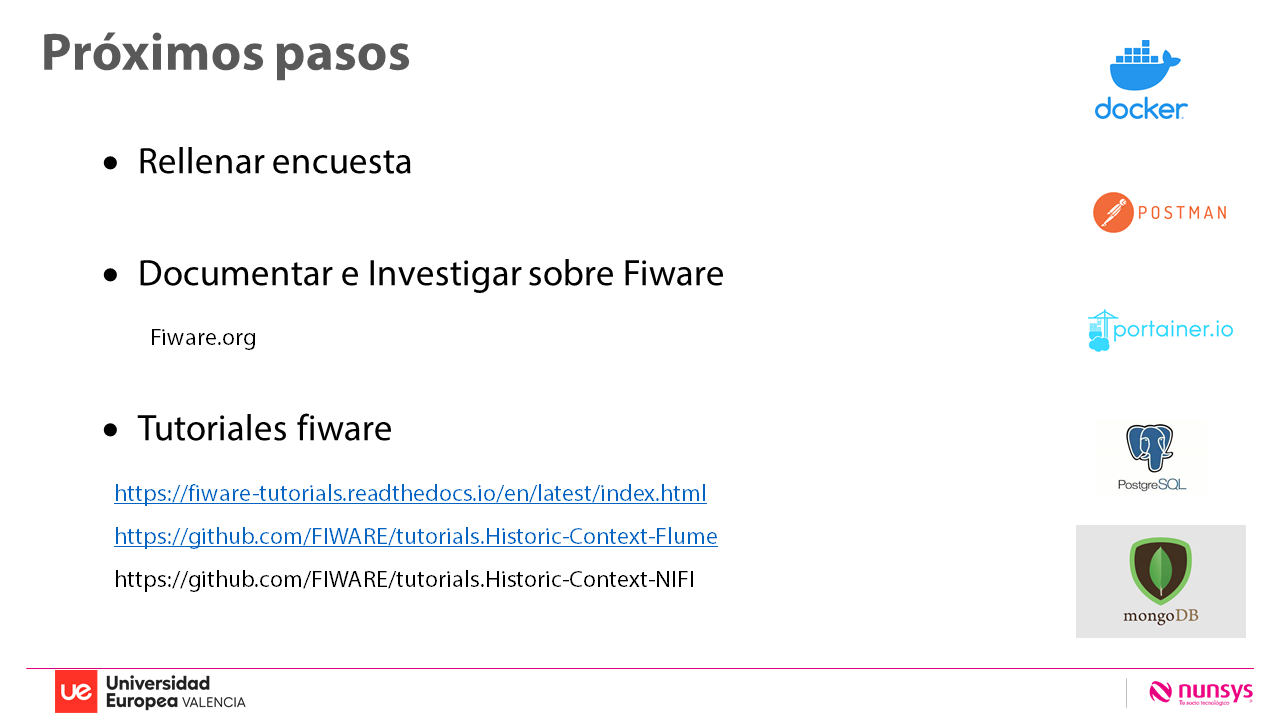 Próximos pasos
docker
• Rellenar encuesta
POSTMAN
• Documentar e Investigar sobre Fiware
Fiware.org
portainer.io
• Tutoriales fiware
PostgreSQL
https://fiware-tutorials.readthedocs.io/en/latest/index.html
https://github.com/FIWARE/tutorials.Historic-Context-Flume
https://github.com/FIWARE/tutorials.Historic-Context-NIFI
mongoDB
ue Universidad
Europea VALENCIA
nunsys
Tu socio tecnológico